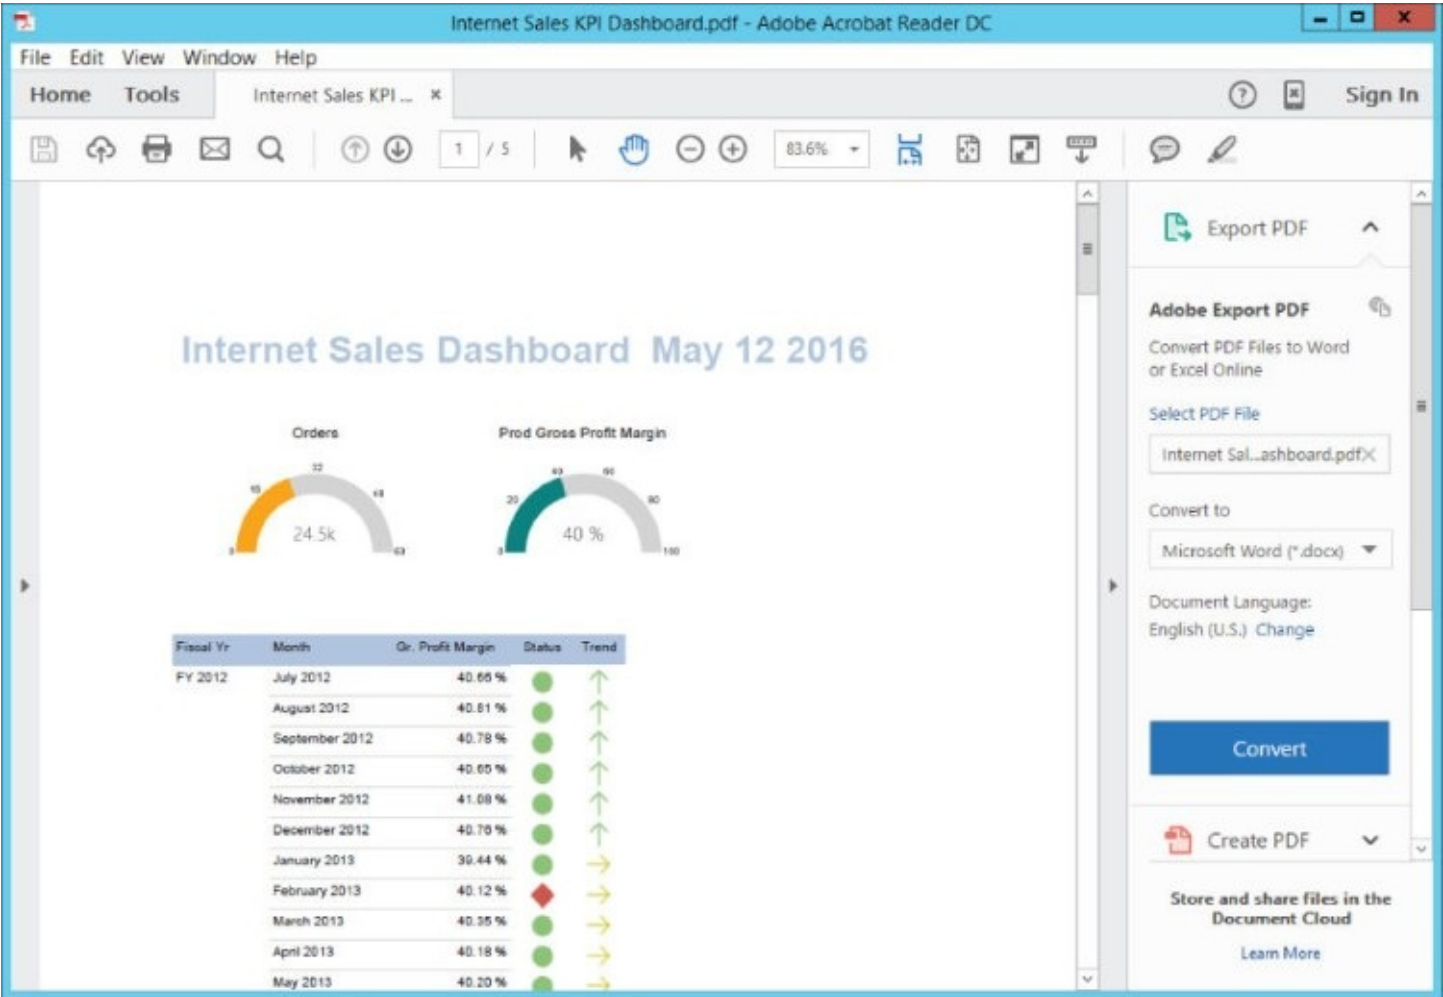 Internet Sales KPI Dashboard.pdf - Adobe Acrobat Reader DC
File Edit View Window Help
Home Tools Internet Sales KPI ... × ? Sign In
1 / 5 83.6%
Export PDF
Adobe Export PDF
Convert PDF Files to Word
or Excel Online
Select PDF File
Internet Sal...ashboard.pdf×
Convert to
Microsoft Word (*.docx)
Document Language:
English (U.S.) Change
Convert
Create PDF
Store and share files in the
Document Cloud
Learn More
Internet Sales Dashboard May 12 2016
Orders
32
24.5k
0
Prod Gross Profit Margin
20
80
40 %
0 100
Fiscal Yr Month Gr. Profit Margin Status Trend
FY 2012 July 2012 40.66 %
August 2012 40.81 %
September 2012 40.78 %
October 2012 40.65 %
November 2012 41.08 %
December 2012 40.76 %
January 2013 39.44 %
February 2013 40.12 %
March 2013 40.35 %
April 2013 40.18 %
May 2013 40.20 %